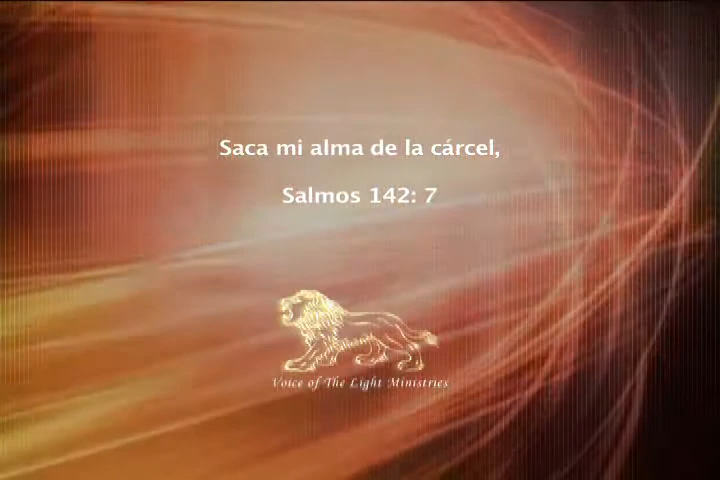 Saca mi alma de la cárcel,
Salmos 142: 7
Voice of The Light Ministries